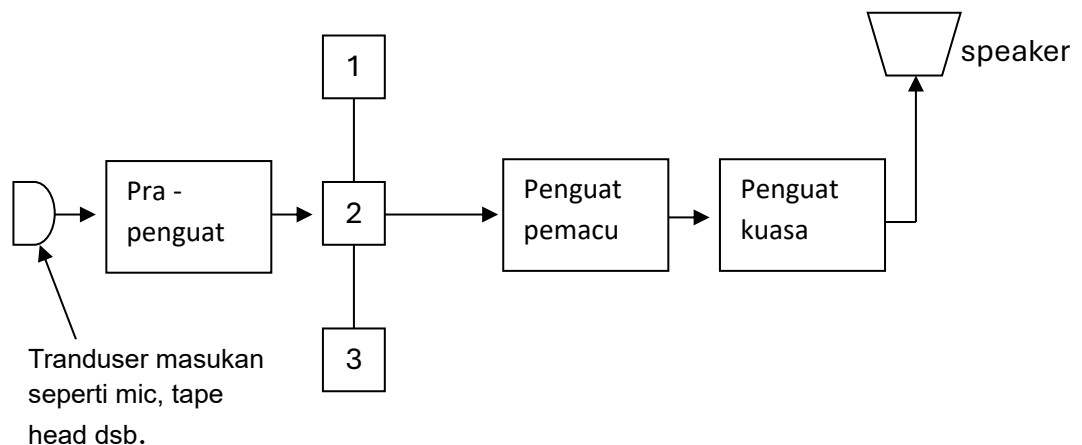 speaker
1
Pra -
penguat
2
Penguat
pemacu
Penguat
kuasa
3
Tranduser masukan
seperti mic, tape
head dsb.